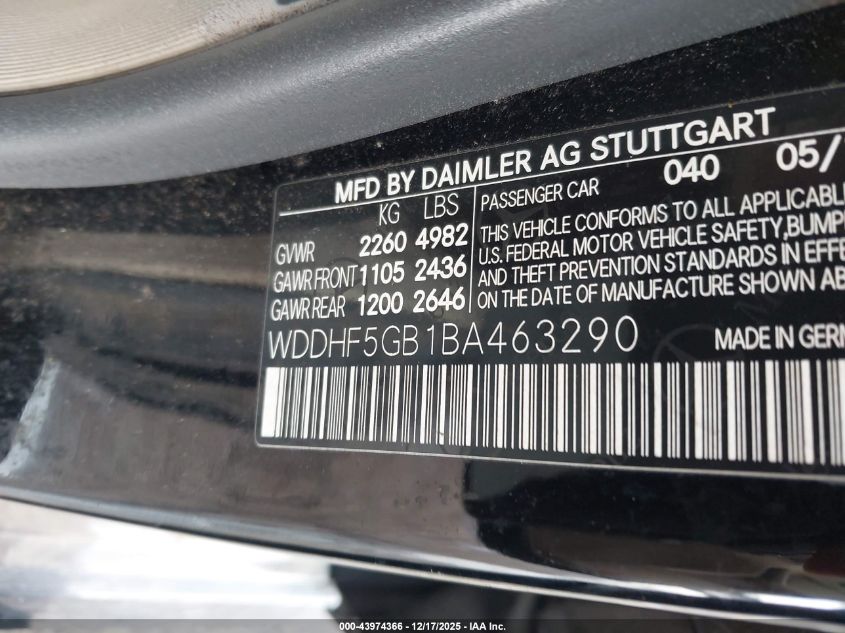 MFD BY DAIMLER AG STUTTGART
040 05/
KG LBS
GVWR 2260 4982
GAWR FRONT 1105 2436
GAWR REAR 1200 2646
PASSENGER CAR
THIS VEHICLE CONFORMS TO ALL APPLICABLE
U.S. FEDERAL MOTOR VEHICLE SAFETY,BUMP
AND THEFT PREVENTION STANDARDS IN EFFE
ON THE DATE OF MANUFACTURE SHOWN AB
WDDHF5GB1BA463290
MADE IN GER
000-43974366 - 12/17/2025 - IAA Inc.